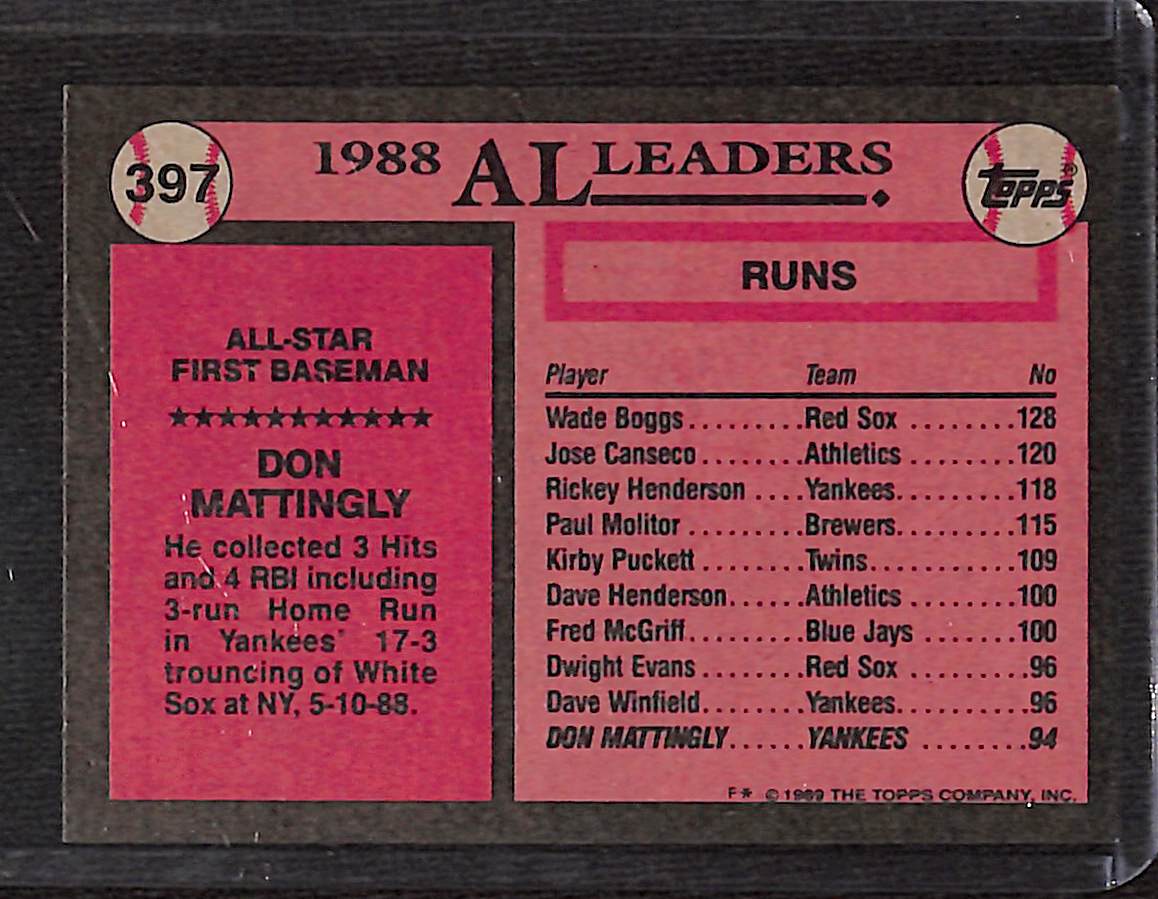 397
1988 AL LEADERS
TOPPS®
ALL-STAR
FIRST BASEMAN
★★★★★★★★★★★
DON
MATTINGLY
He collected 3 Hits
and 4 RBI including
3-run Home Run
in Yankees' 17-3
trouncing of White
Sox at NY, 5-10-88.
RUNS
Player Team No
Wade Boggs.........Red Sox ........128
Jose Canseco........Athletics ........120
Rickey Henderson ....Yankees.........118
Paul Molitor .........Brewers.........115
Kirby Puckett ........Twins...........109
Dave Henderson......Athletics ........100
Fred McGriff.........Blue Jays .......100
Dwight Evans ........Red Sox .........96
Dave Winfield........Yankees..........96
DON MATTINGLY......YANKEES ........94
F* © 1989 THE TOPPS COMPANY, INC.